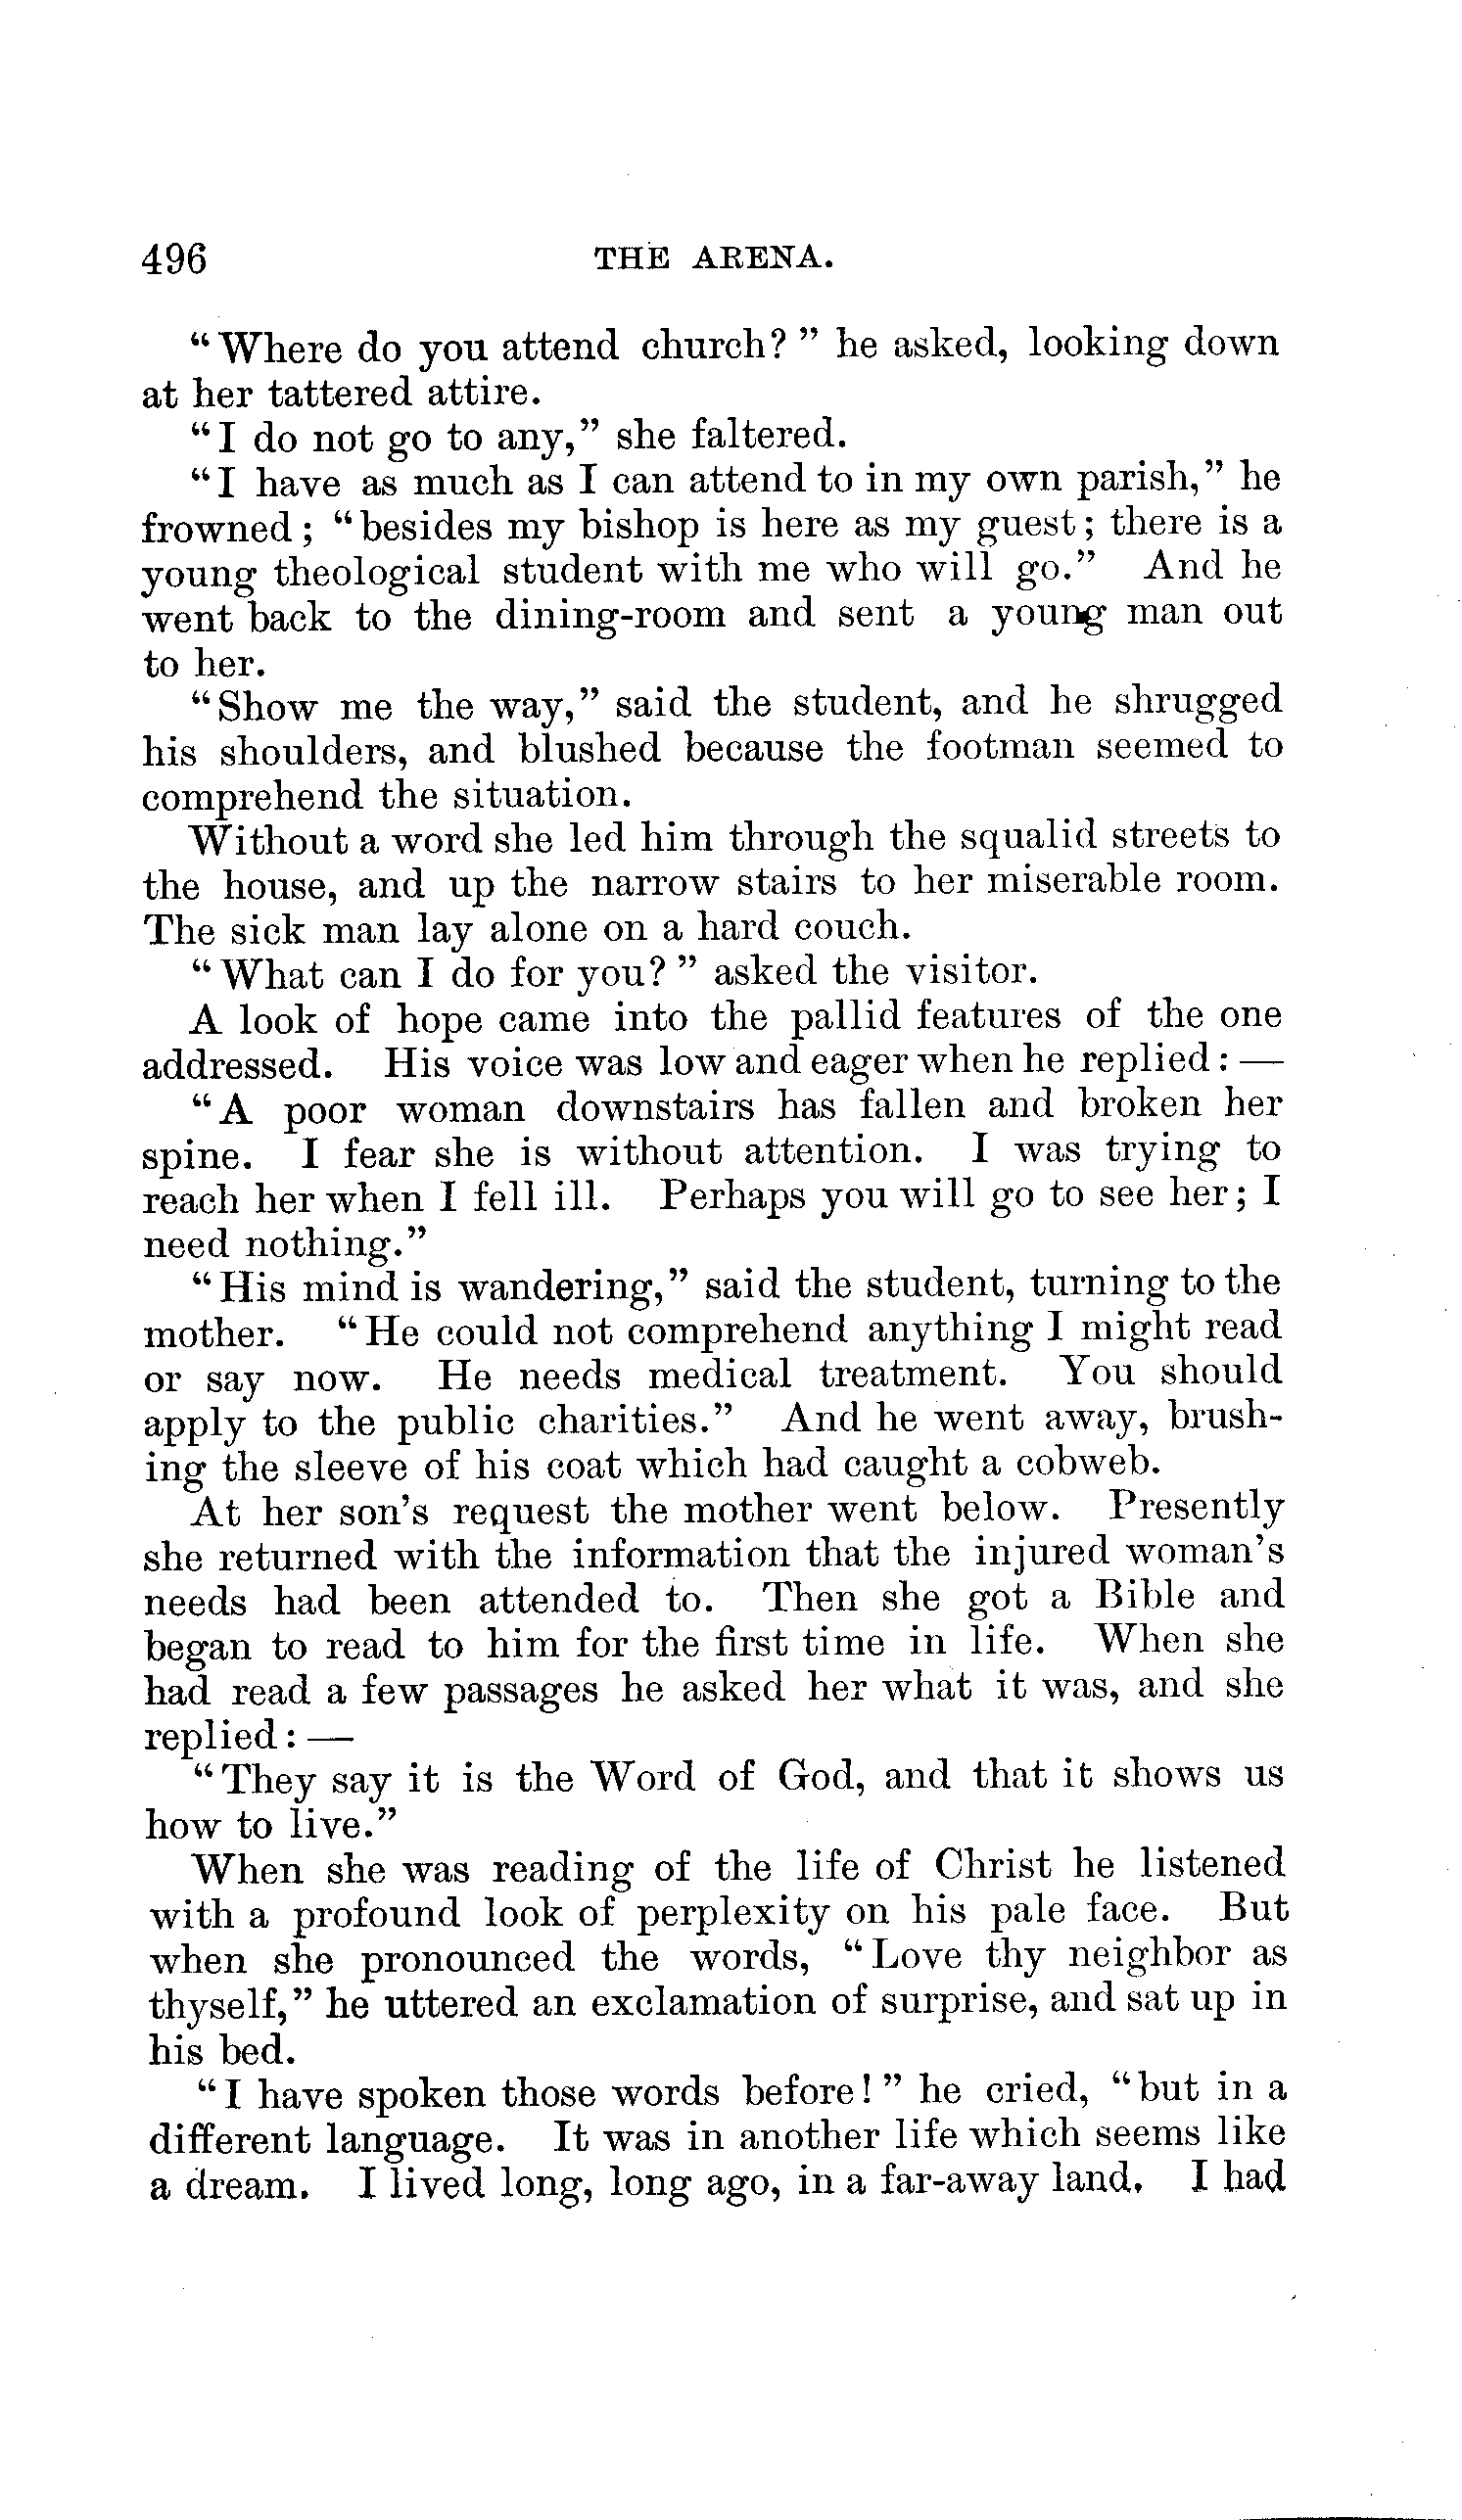 496 THE ARENA.
“Where do you attend church?” he asked, looking down
at her tattered attire.
“I do not go to any,” she faltered.
“I have as much as I can attend to in my own parish,” he
frowned; “besides my bishop is here as my guest; there is a
young theological student with me who will go.” And he
went back to the dining-room and sent a young man out
to her.
“Show me the way,” said the student, and he shrugged
his shoulders, and blushed because the footman seemed to
comprehend the situation.
Without a word she led him through the squalid streets to
the house, and up the narrow stairs to her miserable room.
The sick man lay alone on a hard couch.
“What can I do for you?” asked the visitor.
A look of hope came into the pallid features of the one
addressed. His voice was low and eager when he replied: —
“A poor woman downstairs has fallen and broken her
spine. I fear she is without attention. I was trying to
reach her when I fell ill. Perhaps you will go to see her; I
need nothing.”
“His mind is wandering,” said the student, turning to the
mother. “He could not comprehend anything I might read
or say now. He needs medical treatment. You should
apply to the public charities.” And he went away, brush-
ing the sleeve of his coat which had caught a cobweb.
At her son's request the mother went below. Presently
she returned with the information that the injured woman's
needs had been attended to. Then she got a Bible and
began to read to him for the first time in life. When she
had read a few passages he asked her what it was, and she
replied: —
“They say it is the Word of God, and that it shows us
how to live.”
When she was reading of the life of Christ he listened
with a profound look of perplexity on his pale face. But
when she pronounced the words, “Love thy neighbor as
thyself,” he uttered an exclamation of surprise, and sat up in
his bed.
“I have spoken those words before!” he cried, “but in a
different language. It was in another life which seems like
a dream. I lived long, long ago, in a far-away land. I had